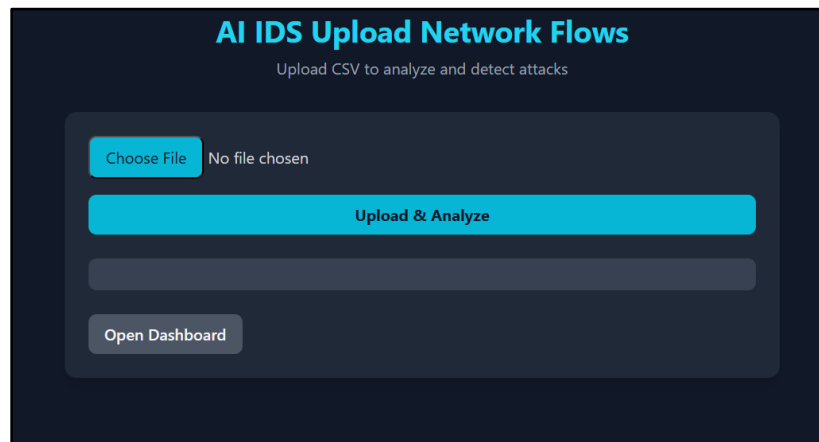 AI IDS Upload Network Flows
Upload CSV to analyze and detect attacks
Choose File No file chosen
Upload & Analyze
Open Dashboard